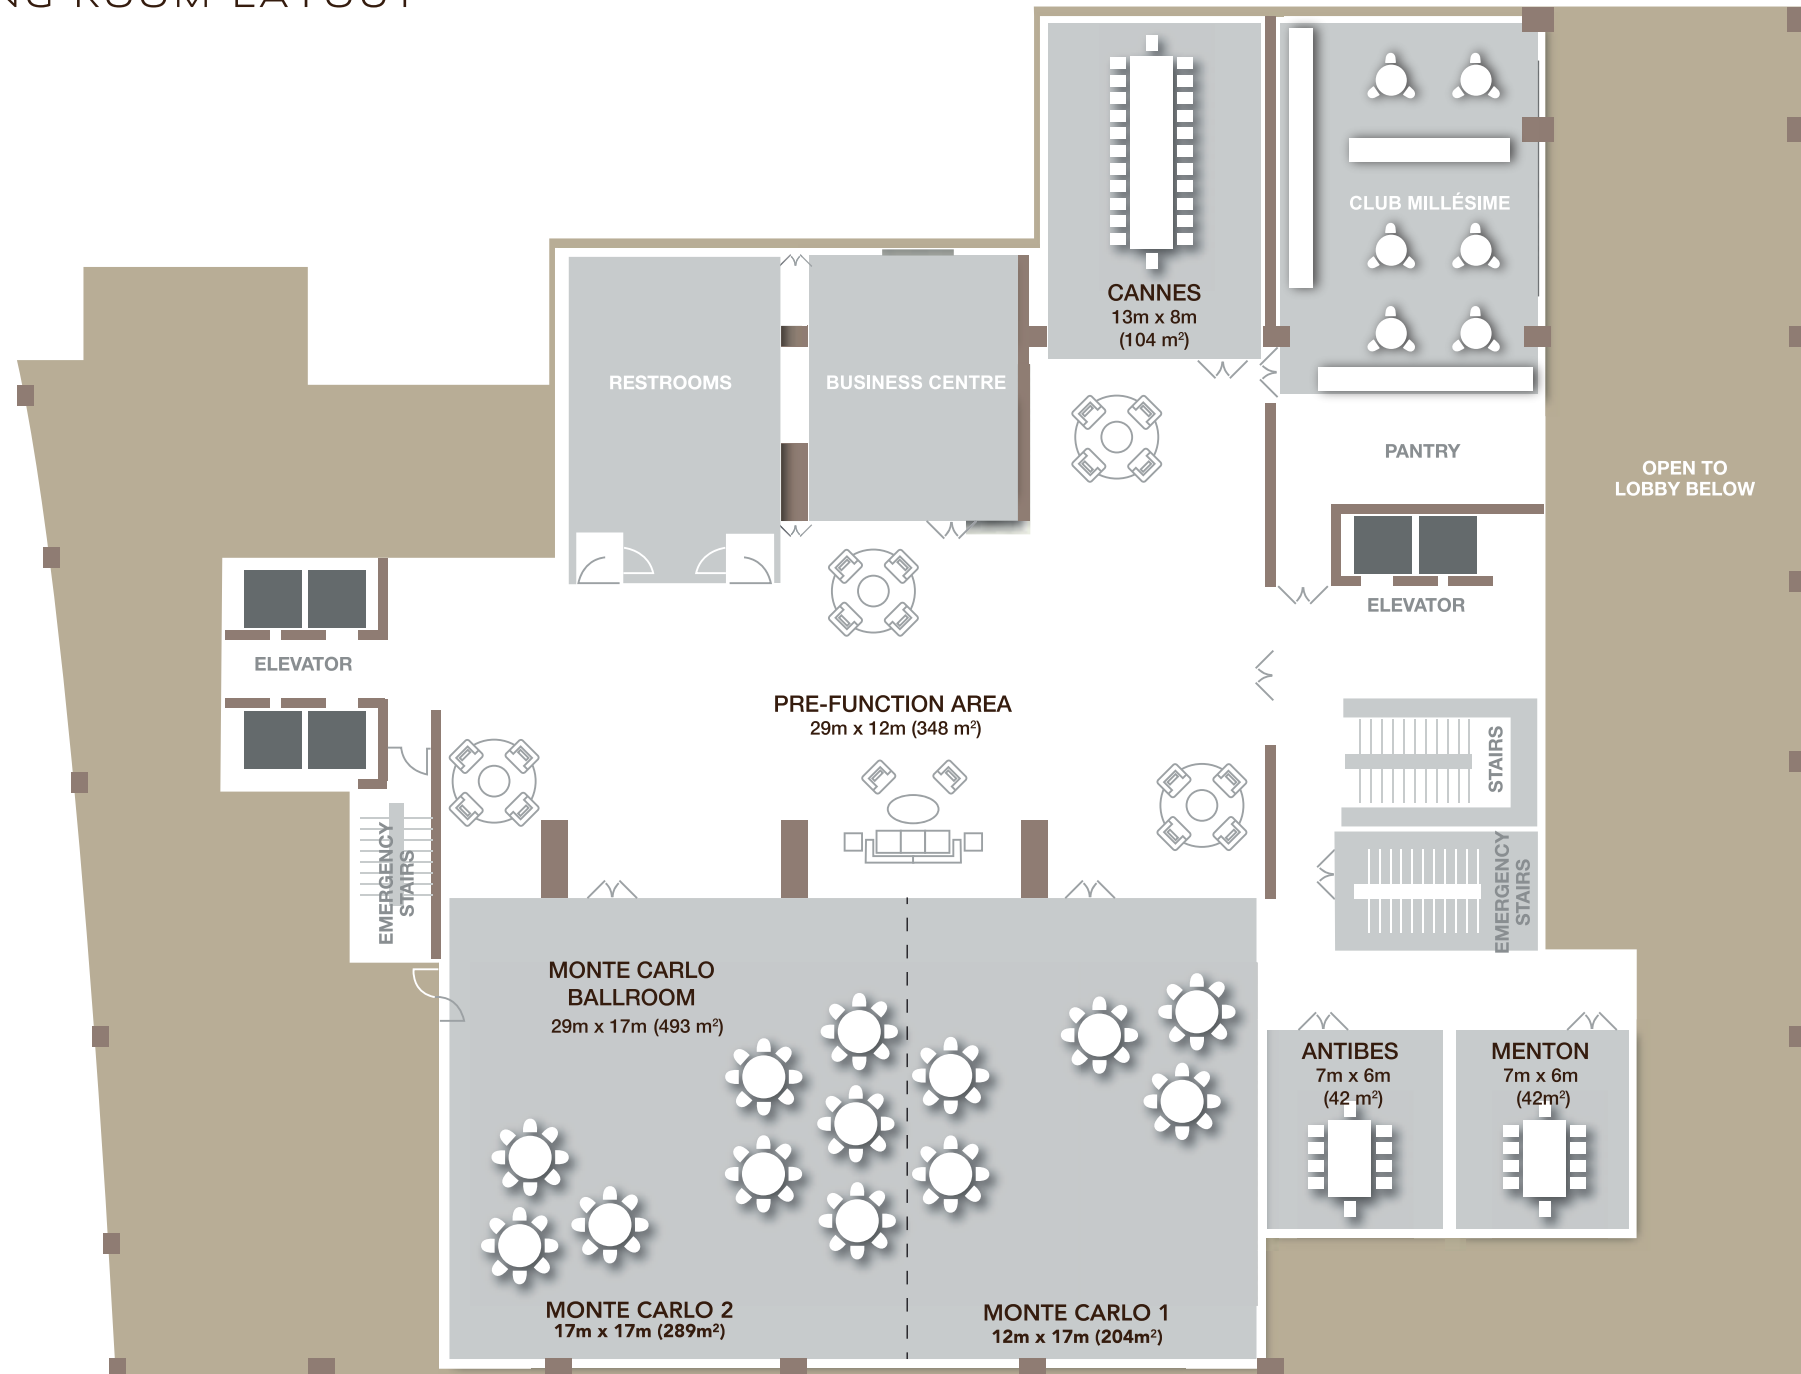 NG ROOM LAYOUT
CANNES
13m x 8m
(104 m²)
CLUB MILLÉSIME
RESTROOMS
BUSINESS CENTRE
PANTRY
OPEN TO
LOBBY BELOW
ELEVATOR
ELEVATOR
PRE-FUNCTION AREA
29m x 12m (348 m²)
STAIRS
EMERGENCY
STAIRS
EMERGENCY
STAIRS
MONTE CARLO
BALLROOM
29m x 17m (493 m²)
ANTIBES
7m x 6m
(42 m²)
MENTON
7m x 6m
(42m²)
MONTE CARLO 2
17m x 17m (289m²)
MONTE CARLO 1
12m x 17m (204m²)